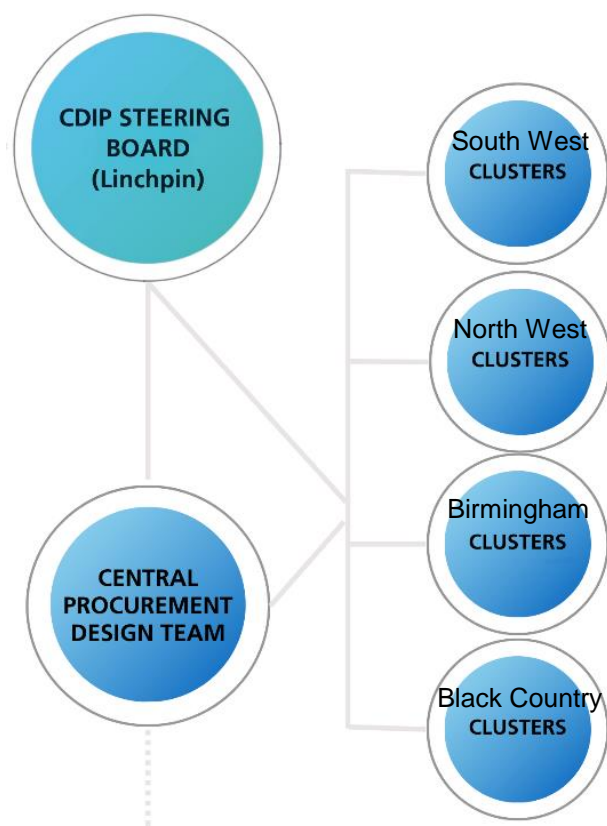 CDIP STEERING
BOARD
(Linchpin)
South West
CLUSTERS
North West
CLUSTERS
Birmingham
CLUSTERS
CENTRAL
PROCUREMENT
DESIGN TEAM
Black Country
CLUSTERS